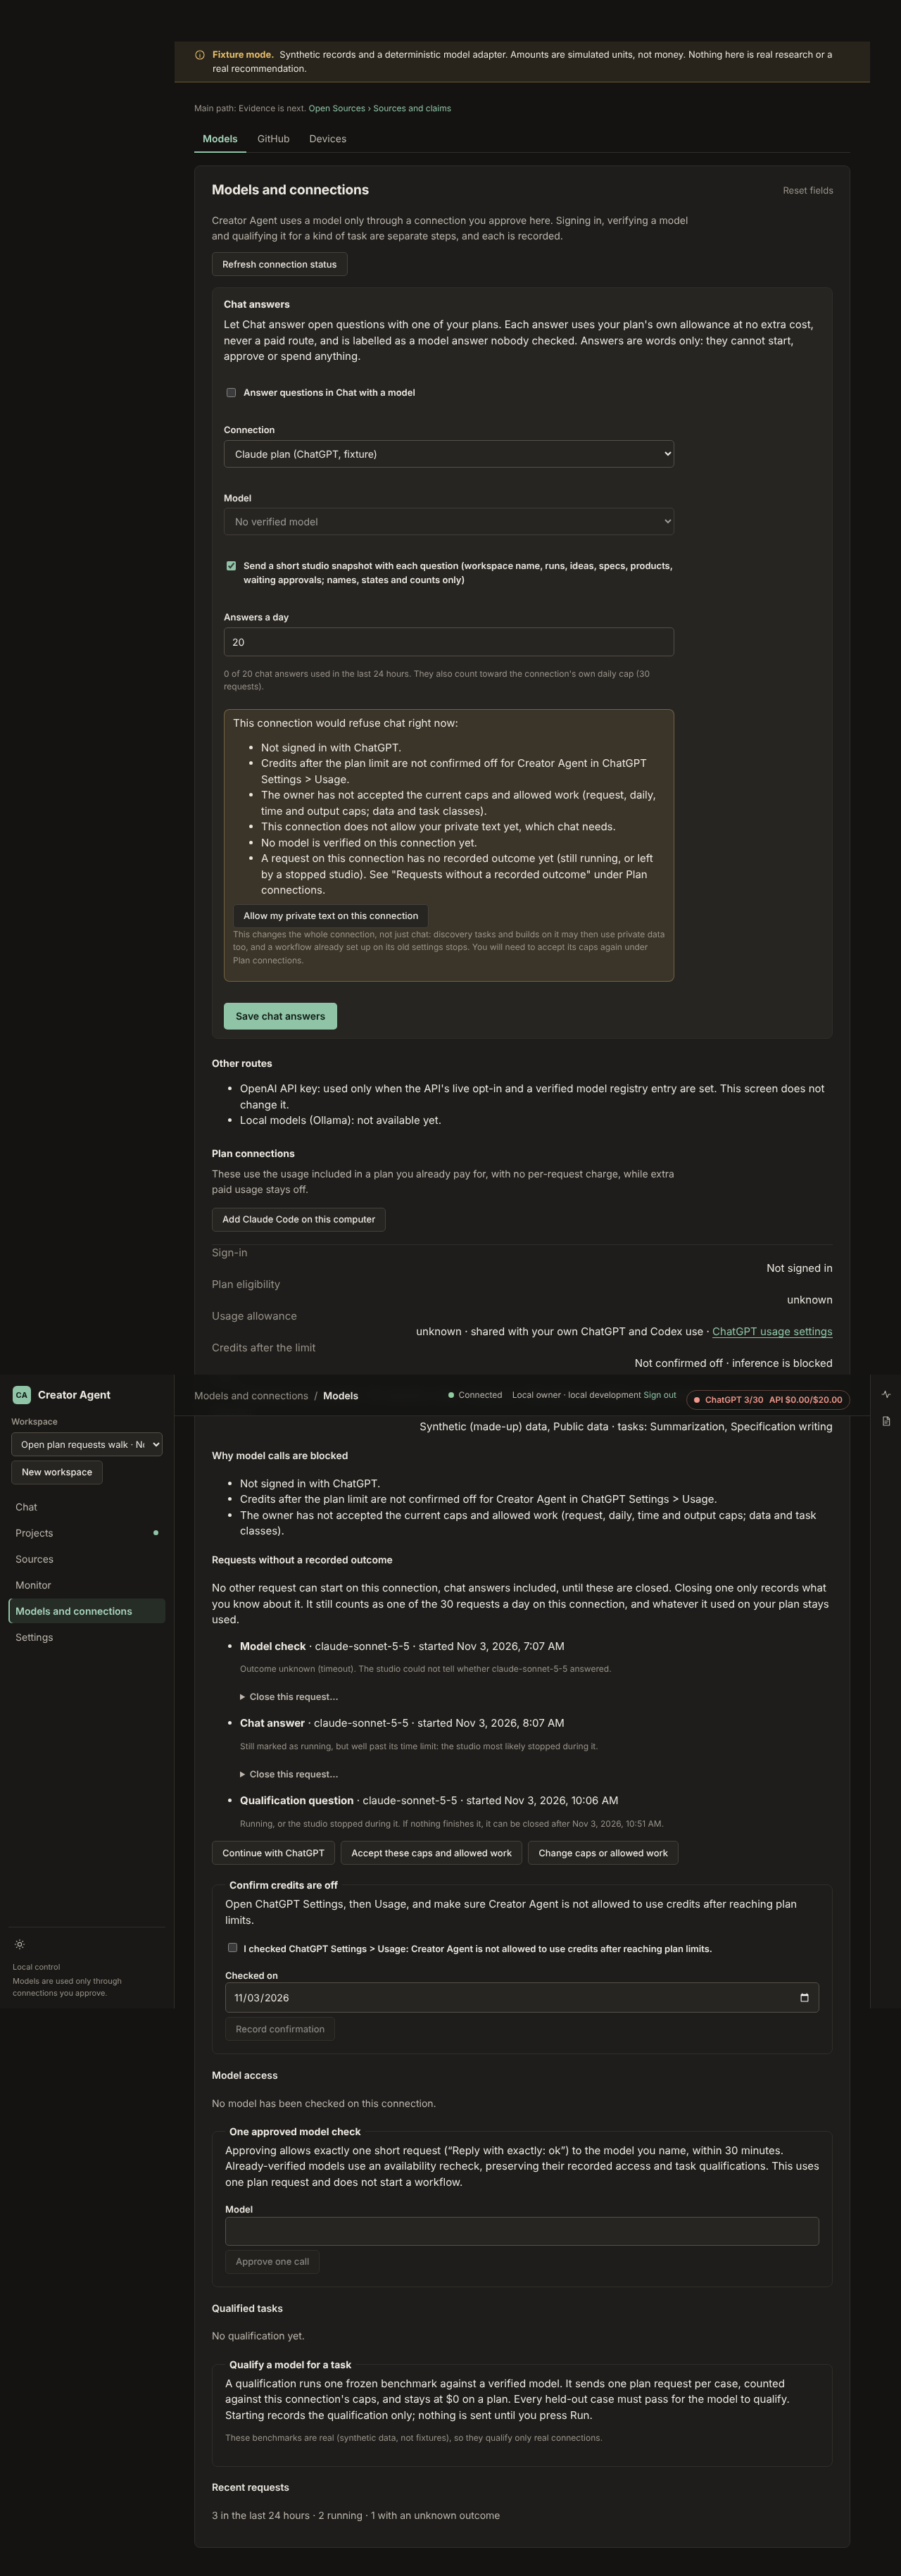 Fixture mode. Synthetic records and a deterministic model adapter. Amounts are simulated units, not money. Nothing here is real research or a
real recommendation.
Main path: Evidence is next. Open Sources › Sources and claims
Models GitHub Devices
Models and connections
Reset fields
Creator Agent uses a model only through a connection you approve here. Signing in, verifying a model
and qualifying it for a kind of task are separate steps, and each is recorded.
Refresh connection status
Chat answers
Let Chat answer open questions with one of your plans. Each answer uses your plan's own allowance at no extra cost,
never a paid route, and is labelled as a model answer nobody checked. Answers are words only: they cannot start,
approve or spend anything.
Answer questions in Chat with a model
Connection
Claude plan (ChatGPT, fixture)
Model
No verified model
Send a short studio snapshot with each question (workspace name, runs, ideas, specs, products,
waiting approvals; names, states and counts only)
Answers a day
20
0 of 20 chat answers used in the last 24 hours. They also count toward the connection's own daily cap (30
requests).
This connection would refuse chat right now:
• Not signed in with ChatGPT.
• Credits after the plan limit are not confirmed off for Creator Agent in ChatGPT
Settings > Usage.
• The owner has not accepted the current caps and allowed work (request, daily,
time and output caps; data and task classes).
• This connection does not allow your private text yet, which chat needs.
• No model is verified on this connection yet.
• A request on this connection has no recorded outcome yet (still running, or left
by a stopped studio). See "Requests without a recorded outcome" under Plan
connections.
Allow my private text on this connection
This changes the whole connection, not just chat: discovery tasks and builds on it may then use private data
too, and a workflow already set up on its old settings stops. You will need to accept its caps again under
Plan connections.
Save chat answers
Other routes
• OpenAI API key: used only when the API's live opt-in and a verified model registry entry are set. This screen does not
change it.
• Local models (Ollama): not available yet.
Plan connections
These use the usage included in a plan you already pay for, with no per-request charge, while extra
paid usage stays off.
Add Claude Code on this computer
Sign-in
Not signed in
Plan eligibility
unknown
Usage allowance
unknown · shared with your own ChatGPT and Codex use · ChatGPT usage settings
Credits after the limit
Not confirmed off · inference is blocked
CA Creator Agent
Workspace
Open plan requests walk · N
New workspace
Chat
Projects
Sources
Monitor
Models and connections
Settings
Local control
Models are used only through
connections you approve.
Models and connections / Models
Connected Local owner · local development Sign out
ChatGPT 3/30 API $0.00/$20.00
Synthetic (made-up) data, Public data · tasks: Summarization, Specification writing
Why model calls are blocked
• Not signed in with ChatGPT.
• Credits after the plan limit are not confirmed off for Creator Agent in ChatGPT Settings > Usage.
• The owner has not accepted the current caps and allowed work (request, daily, time and output caps; data and task
classes).
Requests without a recorded outcome
No other request can start on this connection, chat answers included, until these are closed. Closing one only records what
you know about it. It still counts as one of the 30 requests a day on this connection, and whatever it used on your plan stays
used.
• Model check · claude-sonnet-5-5 · started Nov 3, 2026, 7:07 AM
Outcome unknown (timeout). The studio could not tell whether claude-sonnet-5-5 answered.
▶ Close this request...
• Chat answer · claude-sonnet-5-5 · started Nov 3, 2026, 8:07 AM
Still marked as running, but well past its time limit: the studio most likely stopped during it.
▶ Close this request...
• Qualification question · claude-sonnet-5-5 · started Nov 3, 2026, 10:06 AM
Running, or the studio stopped during it. If nothing finishes it, it can be closed after Nov 3, 2026, 10:51 AM.
Continue with ChatGPT Accept these caps and allowed work Change caps or allowed work
Confirm credits are off
Open ChatGPT Settings, then Usage, and make sure Creator Agent is not allowed to use credits after reaching plan
limits.
I checked ChatGPT Settings > Usage: Creator Agent is not allowed to use credits after reaching plan limits.
Checked on
11/03/2026
Record confirmation
Model access
No model has been checked on this connection.
One approved model check
Approving allows exactly one short request (“Reply with exactly: ok”) to the model you name, within 30 minutes.
Already-verified models use an availability recheck, preserving their recorded access and task qualifications. This uses
one plan request and does not start a workflow.
Model
Approve one call
Qualified tasks
No qualification yet.
Qualify a model for a task
A qualification runs one frozen benchmark against a verified model. It sends one plan request per case, counted
against this connection's caps, and stays at $0 on a plan. Every held-out case must pass for the model to qualify.
Starting records the qualification only; nothing is sent until you press Run.
These benchmarks are real (synthetic data, not fixtures), so they qualify only real connections.
Recent requests
3 in the last 24 hours · 2 running · 1 with an unknown outcome